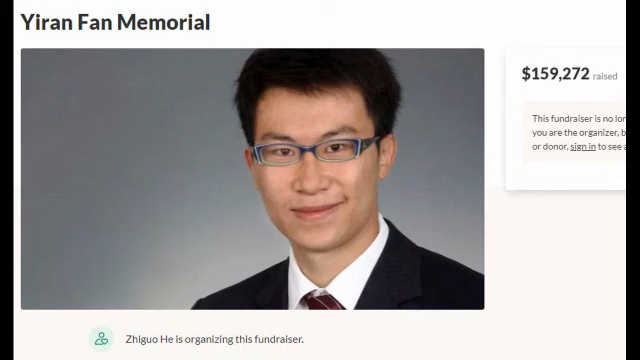 Yiran Fan Memorial
$159,272 raised
This fundraiser is no
you are the organizer,
or donor, sign in to see
Zhiguo He is organizing this fundraiser.